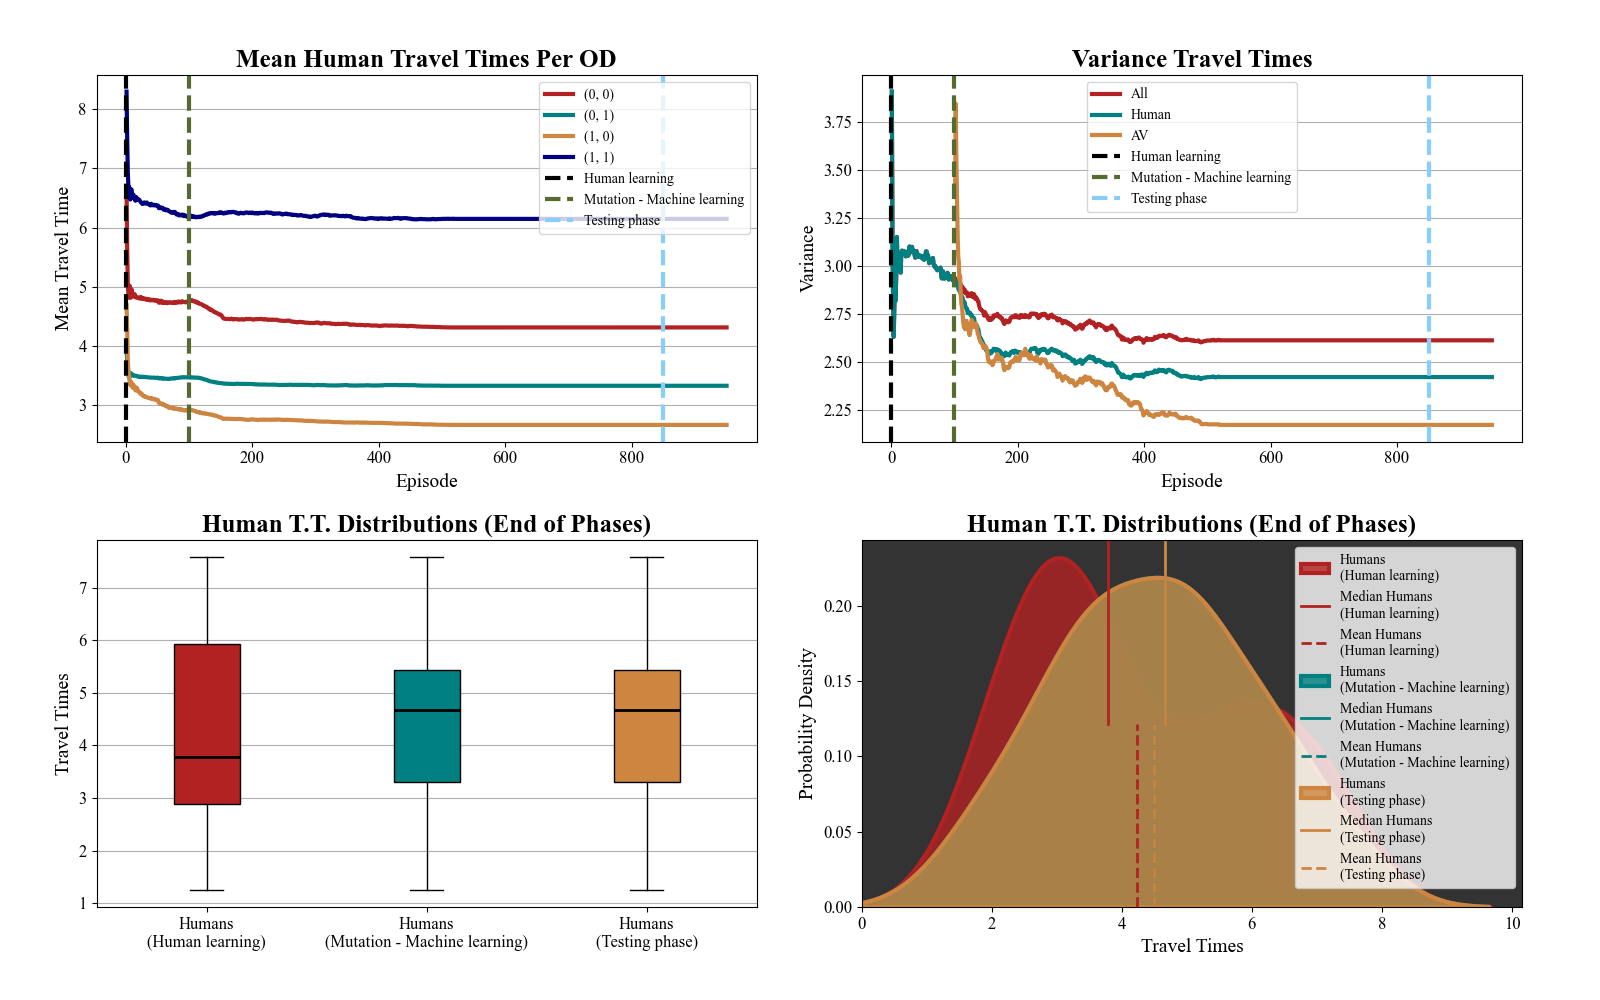 Mean Human Travel Times Per OD
Mean Travel Time
8
7
6
5
4
3
0
200
400
600
800
Episode
(0, 0)
(0, 1)
(1, 0)
(1, 1)
Human learning
Mutation - Machine learning
Testing phase
Variance Travel Times
Variance
3.75
3.50
3.25
3.00
2.75
2.50
2.25
0
200
400
600
800
Episode
All
Human
AV
Human learning
Mutation - Machine learning
Testing phase
Human T.T. Distributions (End of Phases)
Travel Times
7
6
5
4
3
2
1
Humans
(Human learning)
Humans
(Mutation - Machine learning)
Humans
(Testing phase)
Human T.T. Distributions (End of Phases)
Probability Density
0.20
0.15
0.10
0.05
0.00
0
2
4
6
8
10
Travel Times
Humans
(Human learning)
Median Humans
(Human learning)
Mean Humans
(Human learning)
Humans
(Mutation - Machine learning)
Median Humans
(Mutation - Machine learning)
Mean Humans
(Mutation - Machine learning)
Humans
(Testing phase)
Median Humans
(Testing phase)
Mean Humans
(Testing phase)